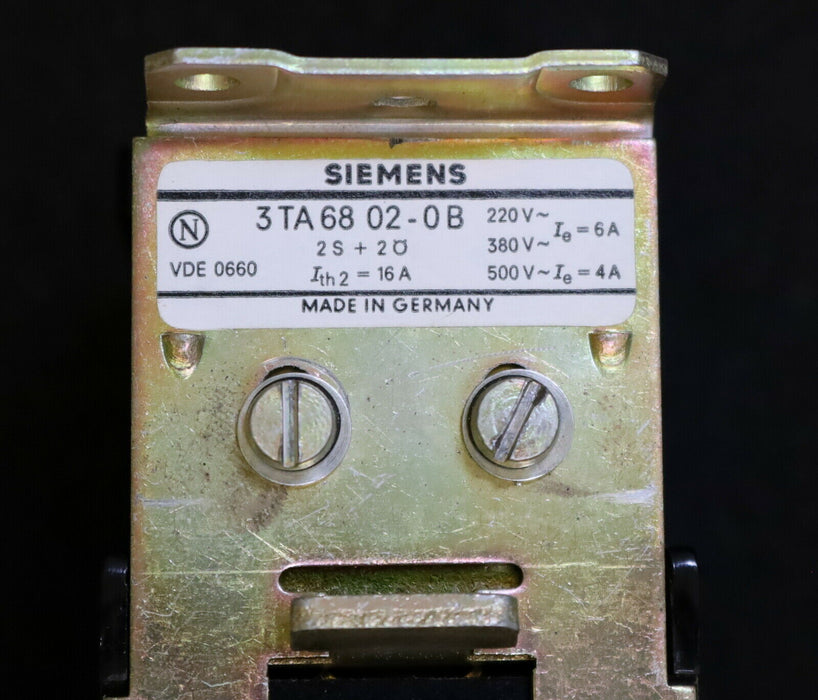 SIEMENS
N
3TA68 02-0B
2S + 2Ö
VDE 0660
Ith2 = 16A
220V~
380V~
Ie = 6A
500V~ Ie = 4A
MADE IN GERMANY